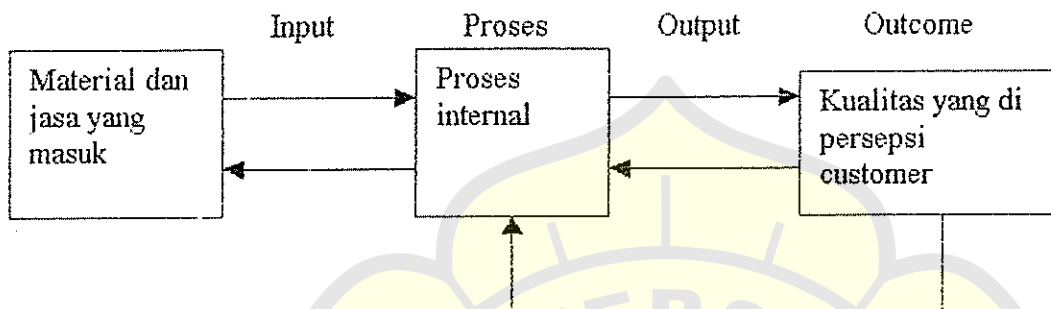 Input Proses Output Outcome
Material dan
jasa yang
masuk
Proses
internal
Kualitas yang di
persepsi
customer